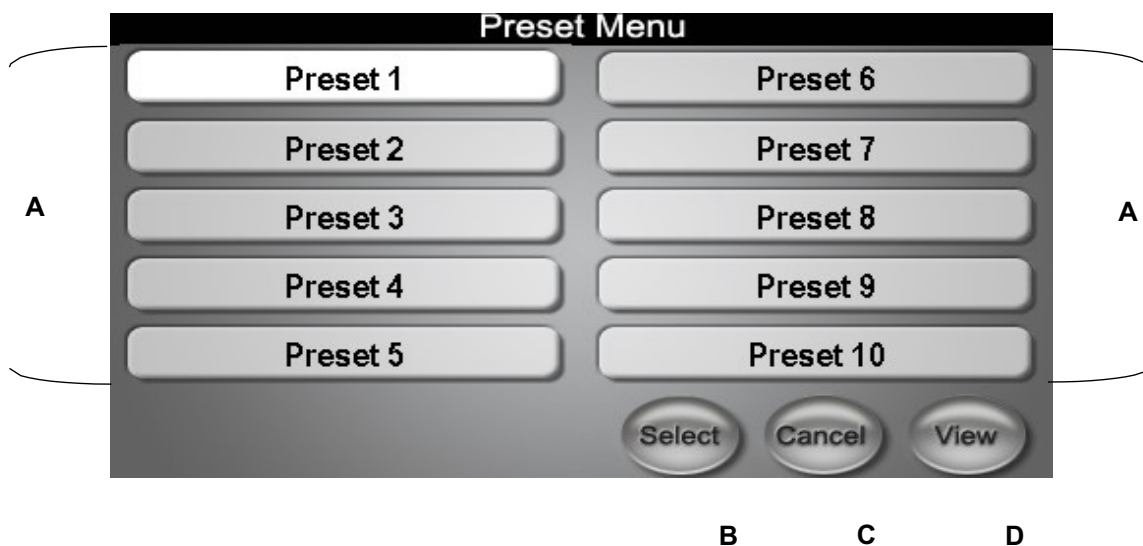 Preset Menu
Preset 1
Preset 2
Preset 3
Preset 4
Preset 5
Preset 6
Preset 7
Preset 8
Preset 9
Preset 10
Select Cancel View
A
A
B C D